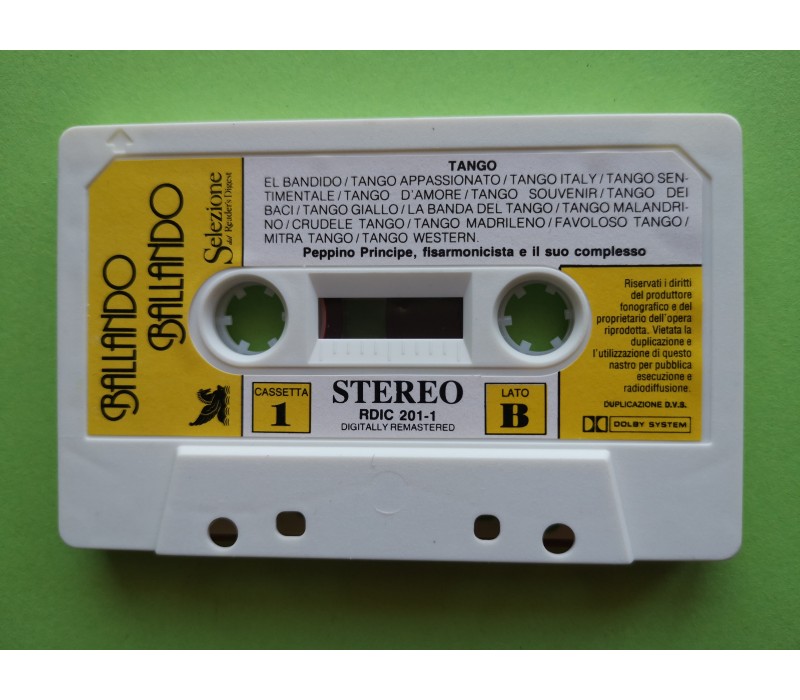 BALLANDO
BALLANDO
Selezione
dal Reader's Digest
TANGO
EL BANDIDO / TANGO APPASSIONATO / TANGO ITALY / TANGO SEN-
TIMENTALE / TANGO D'AMORE / TANGO SOUVENIR / TANGO DEI
BACI / TANGO GIALLO / LA BANDA DEL TANGO / TANGO MALANDRI-
NO / CRUDELE TANGO / TANGO MADRILENO / FAVOLOSO TANGO /
MITRA TANGO / TANGO WESTERN.
Peppino Principe, fisarmonicista e il suo complesso
Riservati i diritti
del produttore
fonografico e del
proprietario dell'opera
riprodotta. Vietata la
duplicazione e
l'utilizzazione di questo
nastro per pubblica
esecuzione e
radiodiffusione.
DUPLICAZIONE D.V.S.
DOLBY SYSTEM
CASSETTA
1
STEREO
RDIC 201-1
DIGITALLY REMASTERED
LATO
B